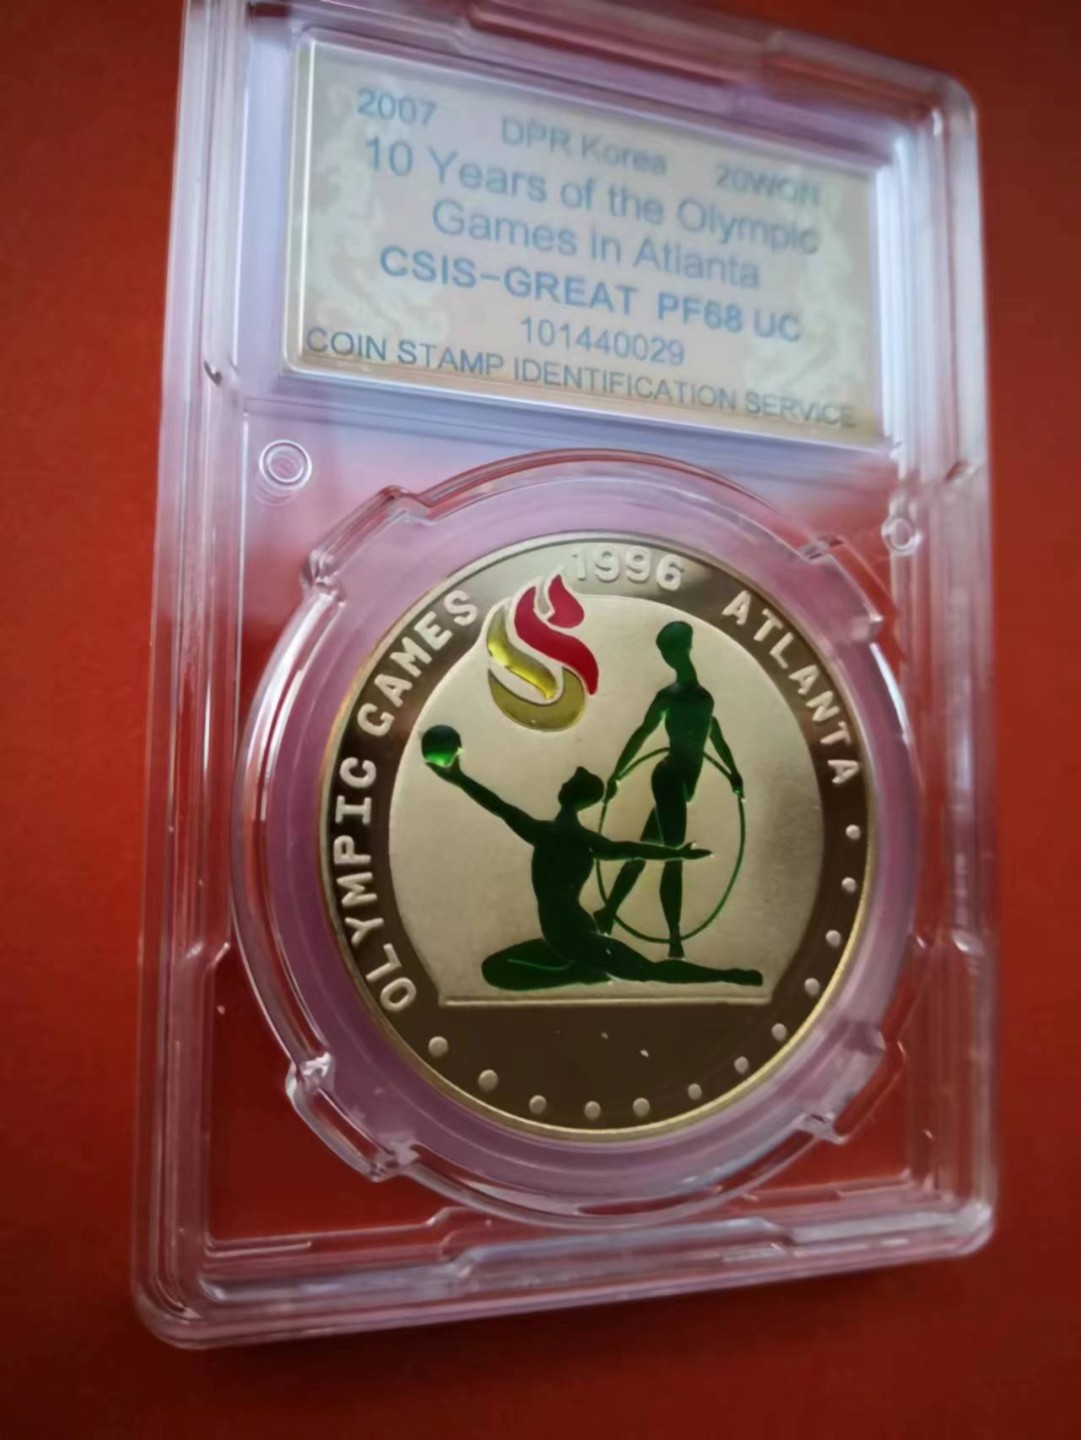 2007 DPR Korea 20WON
10 Years of the Olympic
Games in Atlanta
CSIS-GREAT PF68 UC
101440029
COIN STAMP IDENTIFICATION SERVICE
OLYMPIC GAMES 1996 ATLANTA